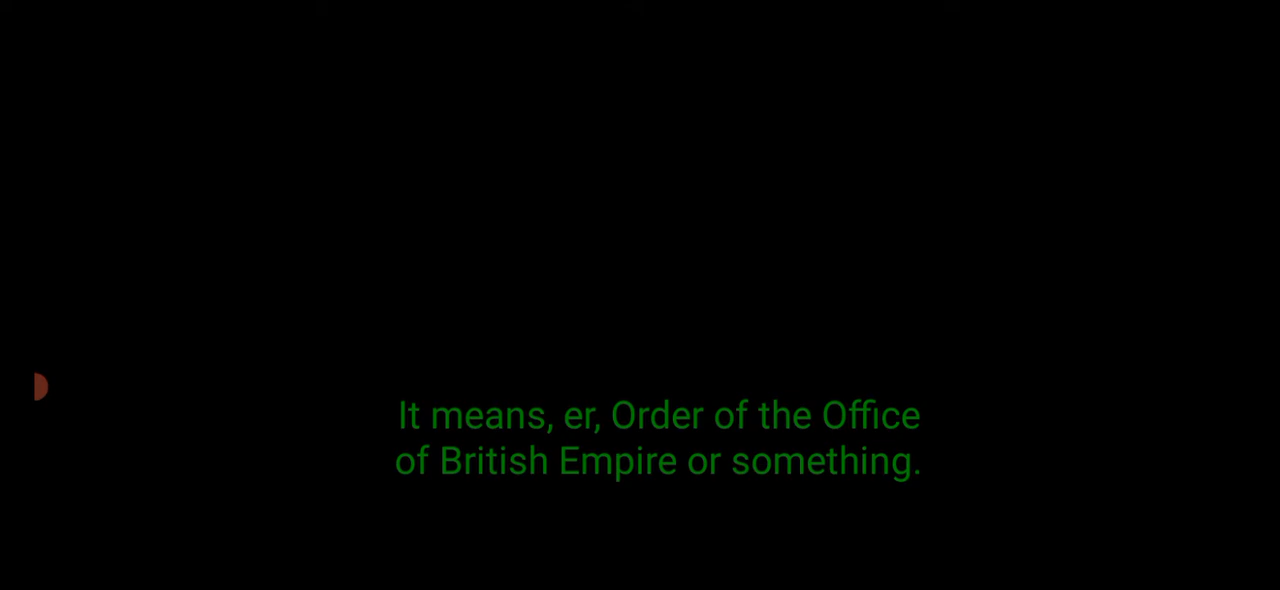 It means, er, Order of the Office
of British Empire or something.